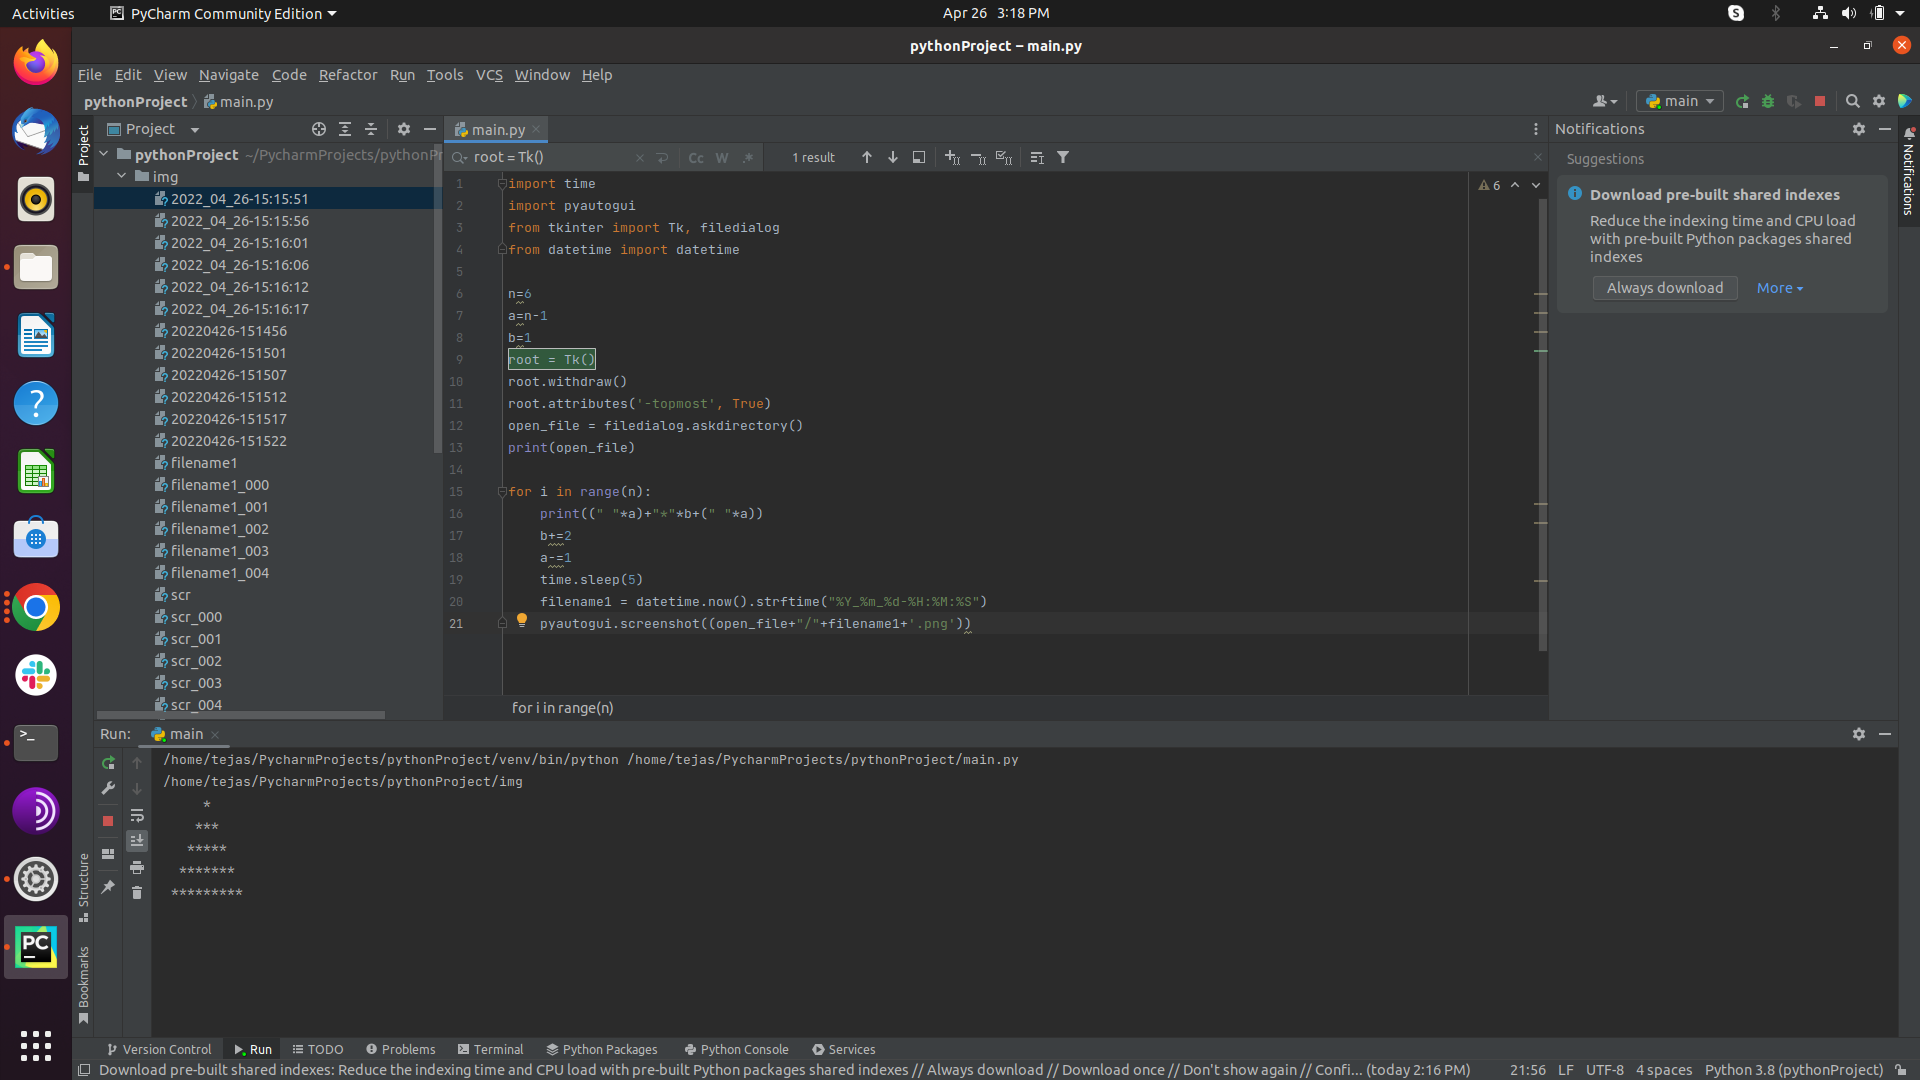 Activities
PyCharm Community Edition
Apr 26 3:18 PM
S
pythonProject – main.py
File Edit View Navigate Code Refactor Run Tools VCS Window Help
pythonProject
main.py
main
Project
Project
main.py
pythonProject ~/PycharmProjects/pythonPr
img
2022_04_26-15:15:51
2022_04_26-15:15:56
2022_04_26-15:16:01
2022_04_26-15:16:06
2022_04_26-15:16:12
2022_04_26-15:16:17
20220426-151456
20220426-151501
20220426-151507
20220426-151512
20220426-151517
20220426-151522
filename1
filename1_000
filename1_001
filename1_002
filename1_003
filename1_004
scr
scr_000
scr_001
scr_002
scr_003
scr_004
root = Tk()
Cc W .*
1 result
6
1 import time
2 import pyautogui
3 from tkinter import Tk, filedialog
4 from datetime import datetime
5
6 n=6
7 a=n-1
8 b=1
9 root = Tk()
10 root.withdraw()
11 root.attributes('-topmost', True)
12 open_file = filedialog.askdirectory()
13 print(open_file)
14
15 for i in range(n):
16 print((" "*a)+"*"*b+(" "*a))
17 b+=2
18 a-=1
19 time.sleep(5)
20 filename1 = datetime.now().strftime("%Y_%m_%d-%H:%M:%S")
21 pyautogui.screenshot((open_file+"/"+filename1+'.png'))
for i in range(n)
Notifications
Suggestions
Download pre-built shared indexes
Reduce the indexing time and CPU load
with pre-built Python packages shared
indexes
Always download
More
Notifications
Run:
main
/home/tejas/PycharmProjects/pythonProject/venv/bin/python /home/tejas/PycharmProjects/pythonProject/main.py
/home/tejas/PycharmProjects/pythonProject/img
*
***
*****
*******
*********
Structure
Bookmarks
PC
Version Control
Run
TODO
Problems
Terminal
Python Packages
Python Console
Services
Download pre-built shared indexes: Reduce the indexing time and CPU load with pre-built Python packages shared indexes // Always download // Download once // Don't show again // Confi... (today 2:16 PM)
21:56 LF UTF-8 4 spaces Python 3.8 (pythonProject)